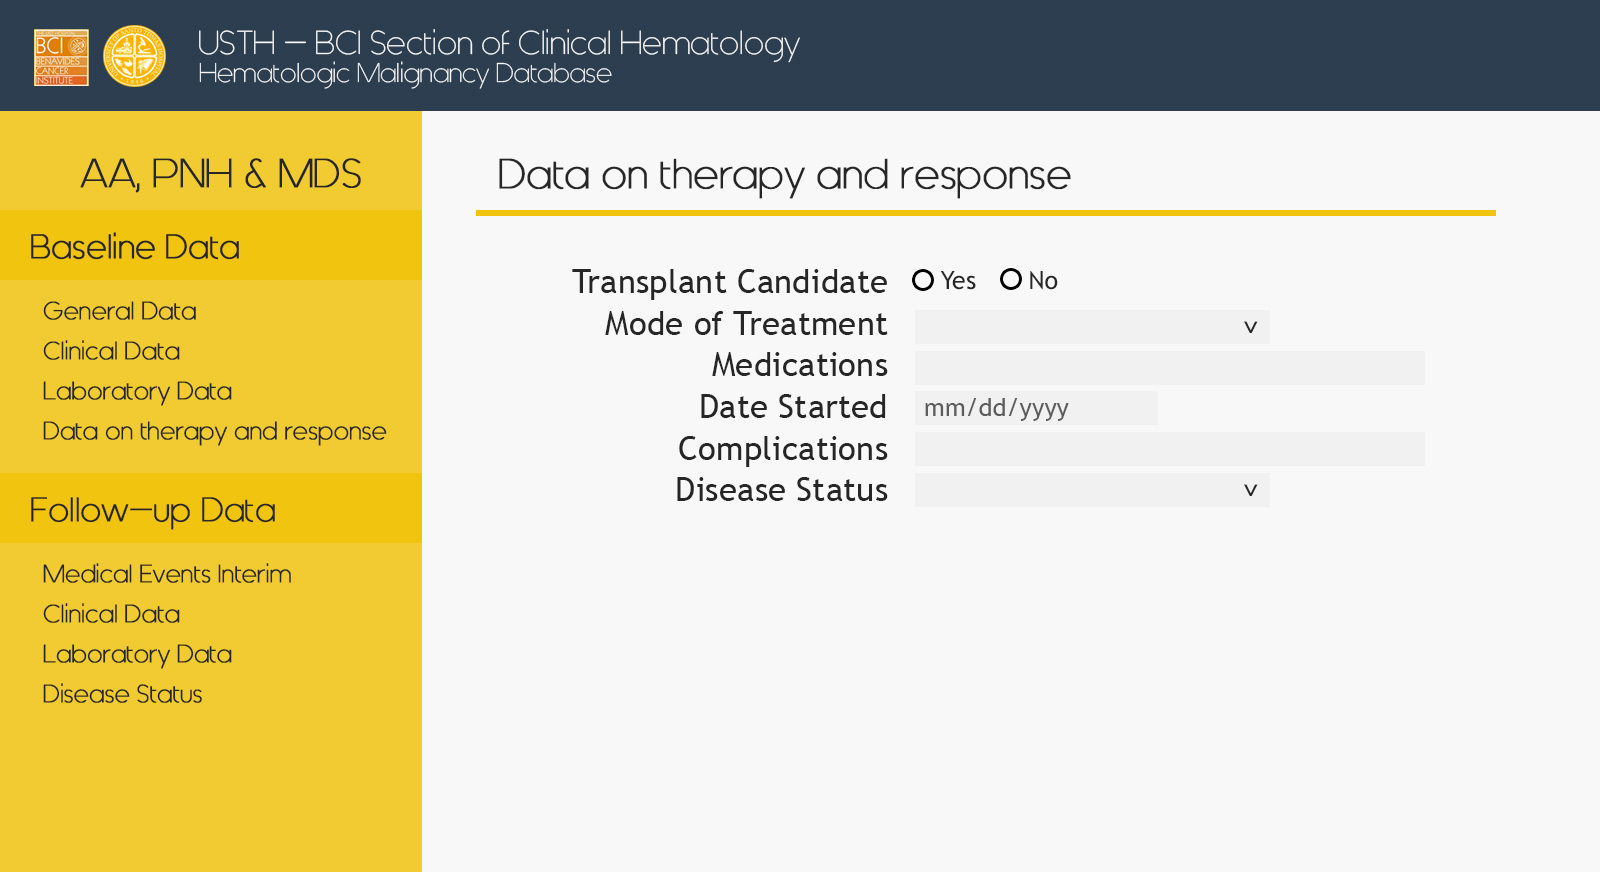 BCI
BENAVIDES
CANCER
INSTITUTE
USTH – BCI Section of Clinical Hematology
Hematologic Malignancy Database
AA, PNH & MDS
Baseline Data
General Data
Clinical Data
Laboratory Data
Data on therapy and response
Follow-up Data
Medical Events Interim
Clinical Data
Laboratory Data
Disease Status
Data on therapy and response
Transplant Candidate Yes No
Mode of Treatment
Medications
Date Started mm/dd/yyyy
Complications
Disease Status